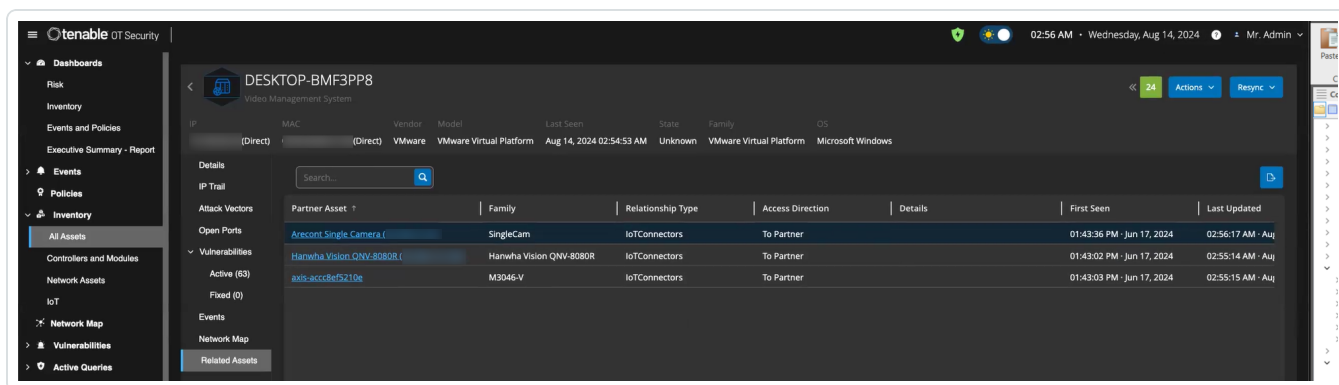 tenable OT Security
02:56 AM · Wednesday, Aug 14, 2024
Mr. Admin
Paste
Dashboards
Risk
Inventory
Events and Policies
Executive Summary - Report
Events
Policies
Inventory
All Assets
Controllers and Modules
Network Assets
IoT
Network Map
Vulnerabilities
Active Queries
DESKTOP-BMF3PP8
Video Management System
24
Actions
Resync
IP MAC Vendor Model Last Seen State Family OS
(Direct) (Direct) VMware VMware Virtual Platform Aug 14, 2024 02:54:53 AM Unknown VMware Virtual Platform Microsoft Windows
Details
IP Trail
Attack Vectors
Open Ports
Vulnerabilities
Active (63)
Fixed (0)
Events
Network Map
Related Assets
Search...
Partner Asset ↑ Family Relationship Type Access Direction Details First Seen Last Updated
Arecont Single Camera ( SingleCam IoTConnectors To Partner 01:43:36 PM · Jun 17, 2024 02:56:17 AM · Aug
Hanwha Vision QNV-8080R ( Hanwha Vision QNV-8080R IoTConnectors To Partner 01:43:02 PM · Jun 17, 2024 02:55:14 AM · Aug
axis-accc8ef5210e M3046-V IoTConnectors To Partner 01:43:03 PM · Jun 17, 2024 02:55:15 AM · Aug